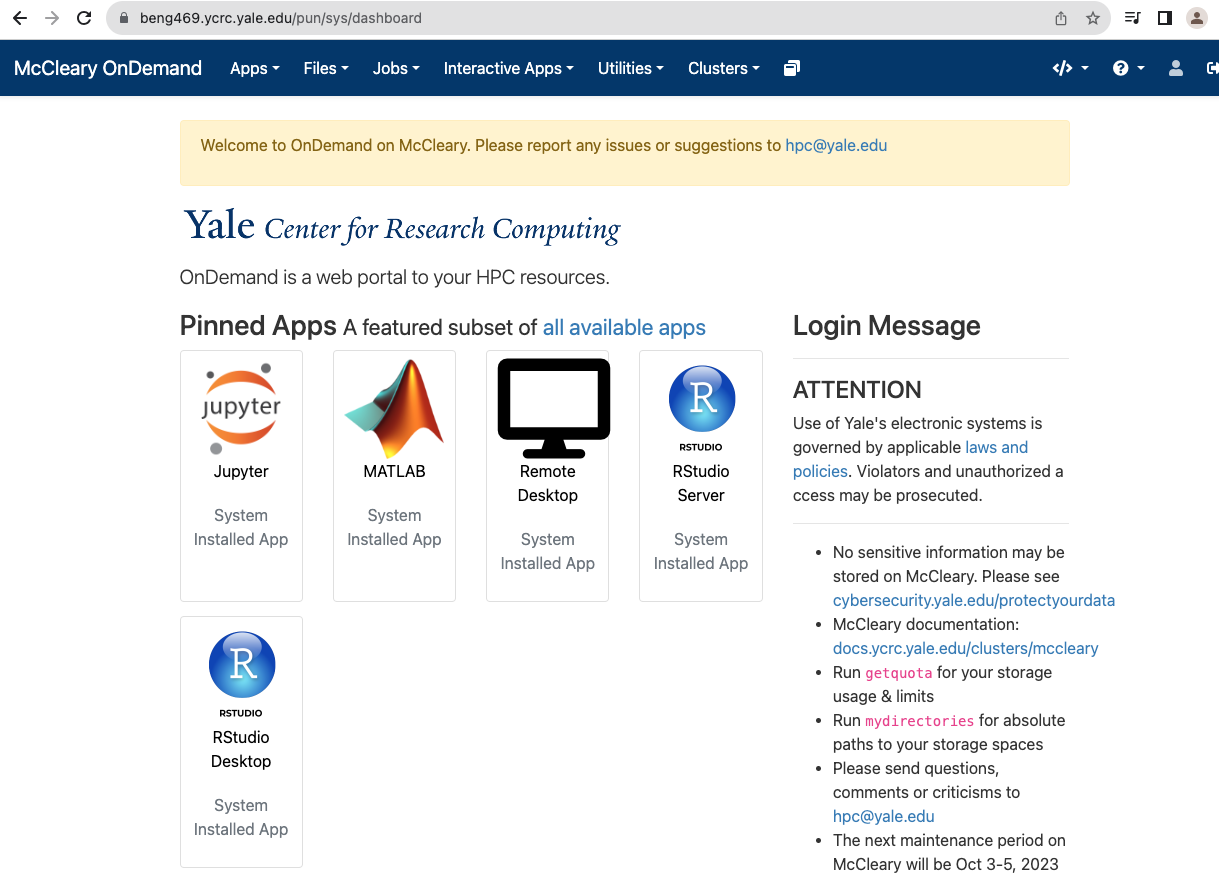 beng469.ycrc.yale.edu/pun/sys/dashboard
McCleary OnDemand Apps Files Jobs Interactive Apps Utilities Clusters
Welcome to OnDemand on McCleary. Please report any issues or suggestions to hpc@yale.edu
Yale Center for Research Computing
OnDemand is a web portal to your HPC resources.
Pinned Apps A featured subset of all available apps
jupyter
Jupyter
System
Installed App
MATLAB
System
Installed App
Remote
Desktop
System
Installed App
R
RSTUDIO
RStudio
Server
System
Installed App
R
RSTUDIO
RStudio
Desktop
System
Installed App
Login Message
ATTENTION
Use of Yale's electronic systems is
governed by applicable laws and
policies. Violators and unauthorized a
ccess may be prosecuted.
• No sensitive information may be
stored on McCleary. Please see
cybersecurity.yale.edu/protectyourdata
• McCleary documentation:
docs.ycrc.yale.edu/clusters/mccleary
• Run getquota for your storage
usage & limits
• Run mydirectories for absolute
paths to your storage spaces
• Please send questions,
comments or criticisms to
hpc@yale.edu
• The next maintenance period on
McCleary will be Oct 3-5, 2023